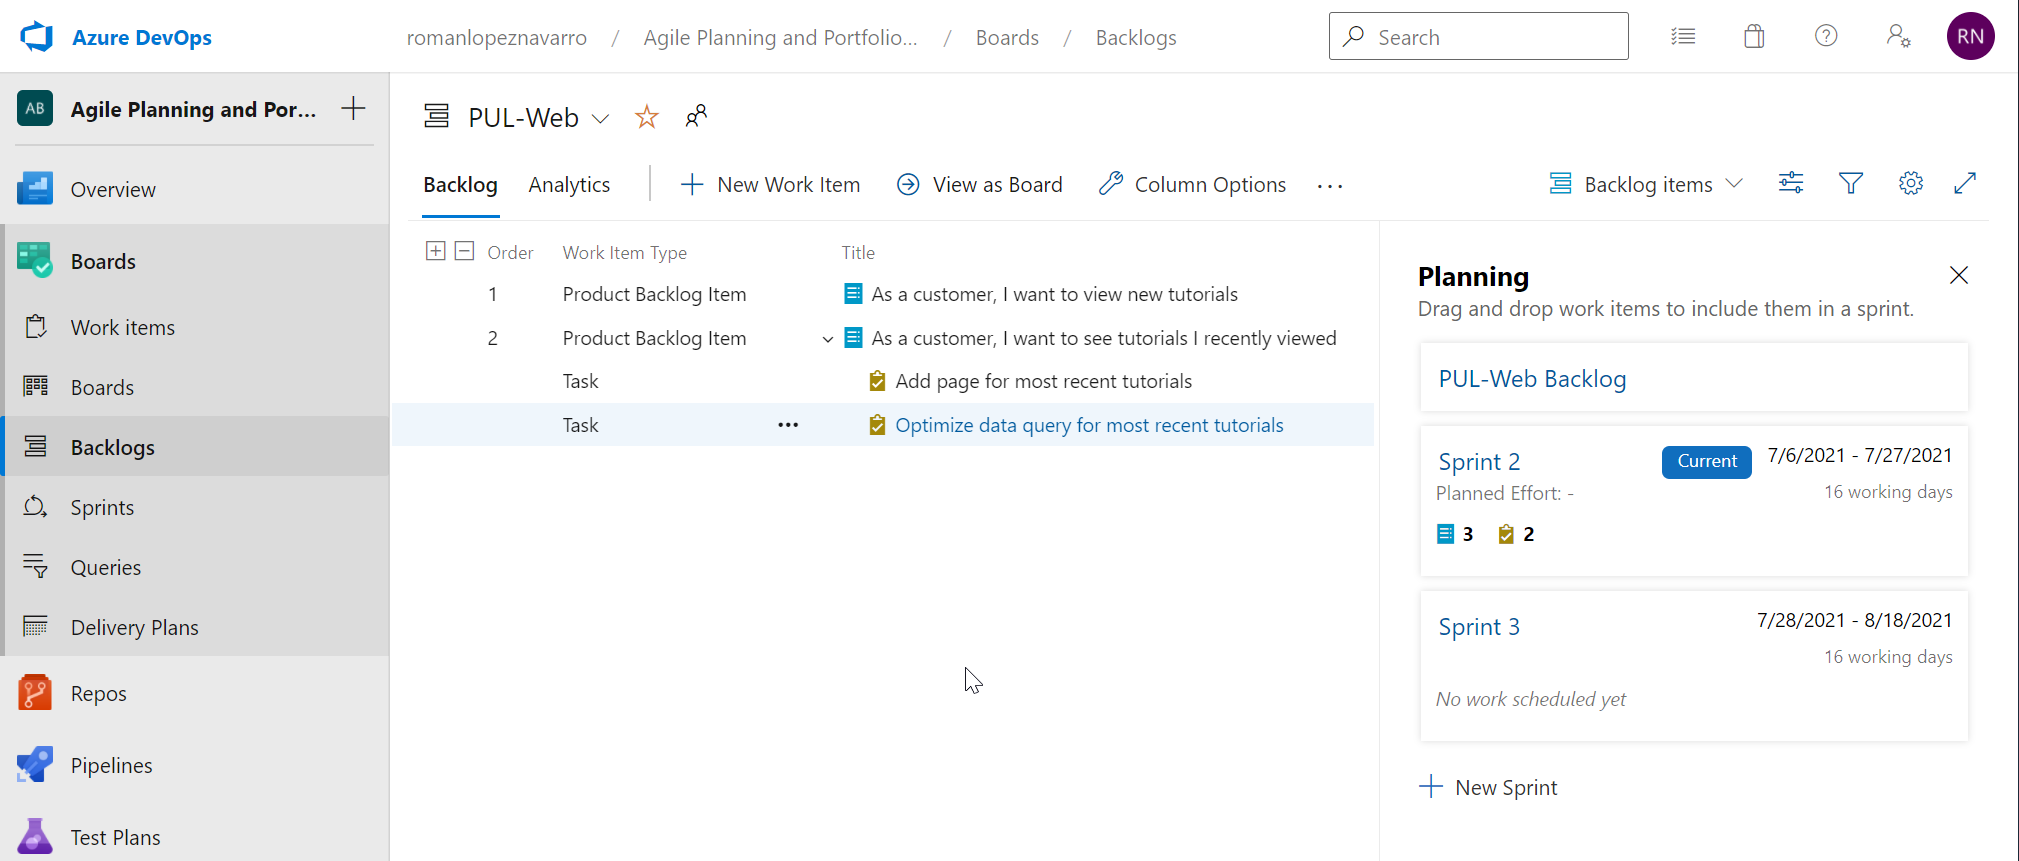 Azure DevOps
romanlopeznavarro / Agile Planning and Portfolio... / Boards / Backlogs
Search
RN
AB Agile Planning and Por...
Overview
Boards
Work items
Boards
Backlogs
Sprints
Queries
Delivery Plans
Repos
Pipelines
Test Plans
PUL-Web
Backlog Analytics New Work Item View as Board Column Options ... Backlog items
Order Work Item Type Title
1 Product Backlog Item As a customer, I want to view new tutorials
2 Product Backlog Item As a customer, I want to see tutorials I recently viewed
Task Add page for most recent tutorials
Task ... Optimize data query for most recent tutorials
Planning
Drag and drop work items to include them in a sprint.
PUL-Web Backlog
Sprint 2 Current 7/6/2021 - 7/27/2021
Planned Effort: - 16 working days
3 2
Sprint 3 7/28/2021 - 8/18/2021
16 working days
No work scheduled yet
New Sprint